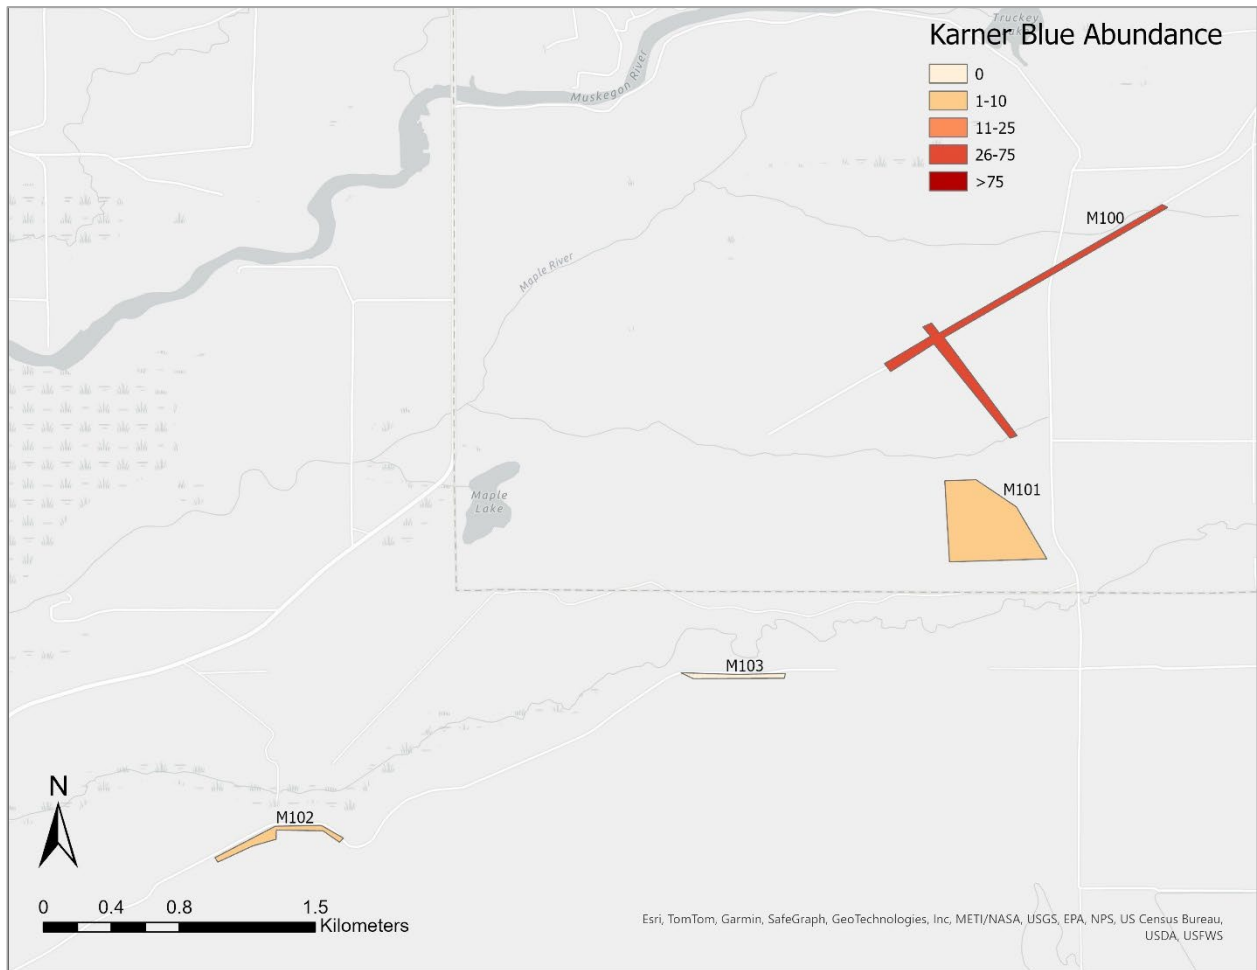 Truckey
Lake
Karner Blue Abundance
0
1-10
11-25
26-75
>75
Muskegon River
M100
Maple River
M101
Maple
Lake
M103
N
M102
0 0.4 0.8 1.5
Kilometers
Esri, TomTom, Garmin, SafeGraph, GeoTechnologies, Inc, METI/NASA, USGS, EPA, NPS, US Census Bureau,
USDA, USFWS